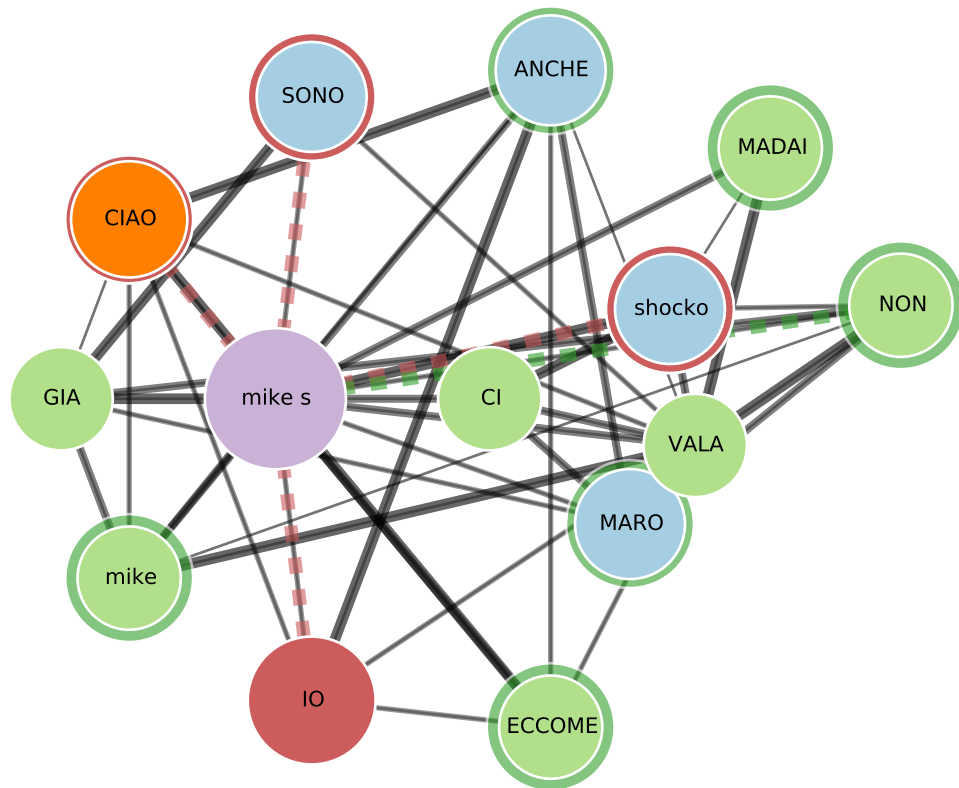 ANCHE
SONO
MADAI
CIAO
NON
shocko
GIA
mike s
CI
VALA
MARO
mike
IO
ECCOME